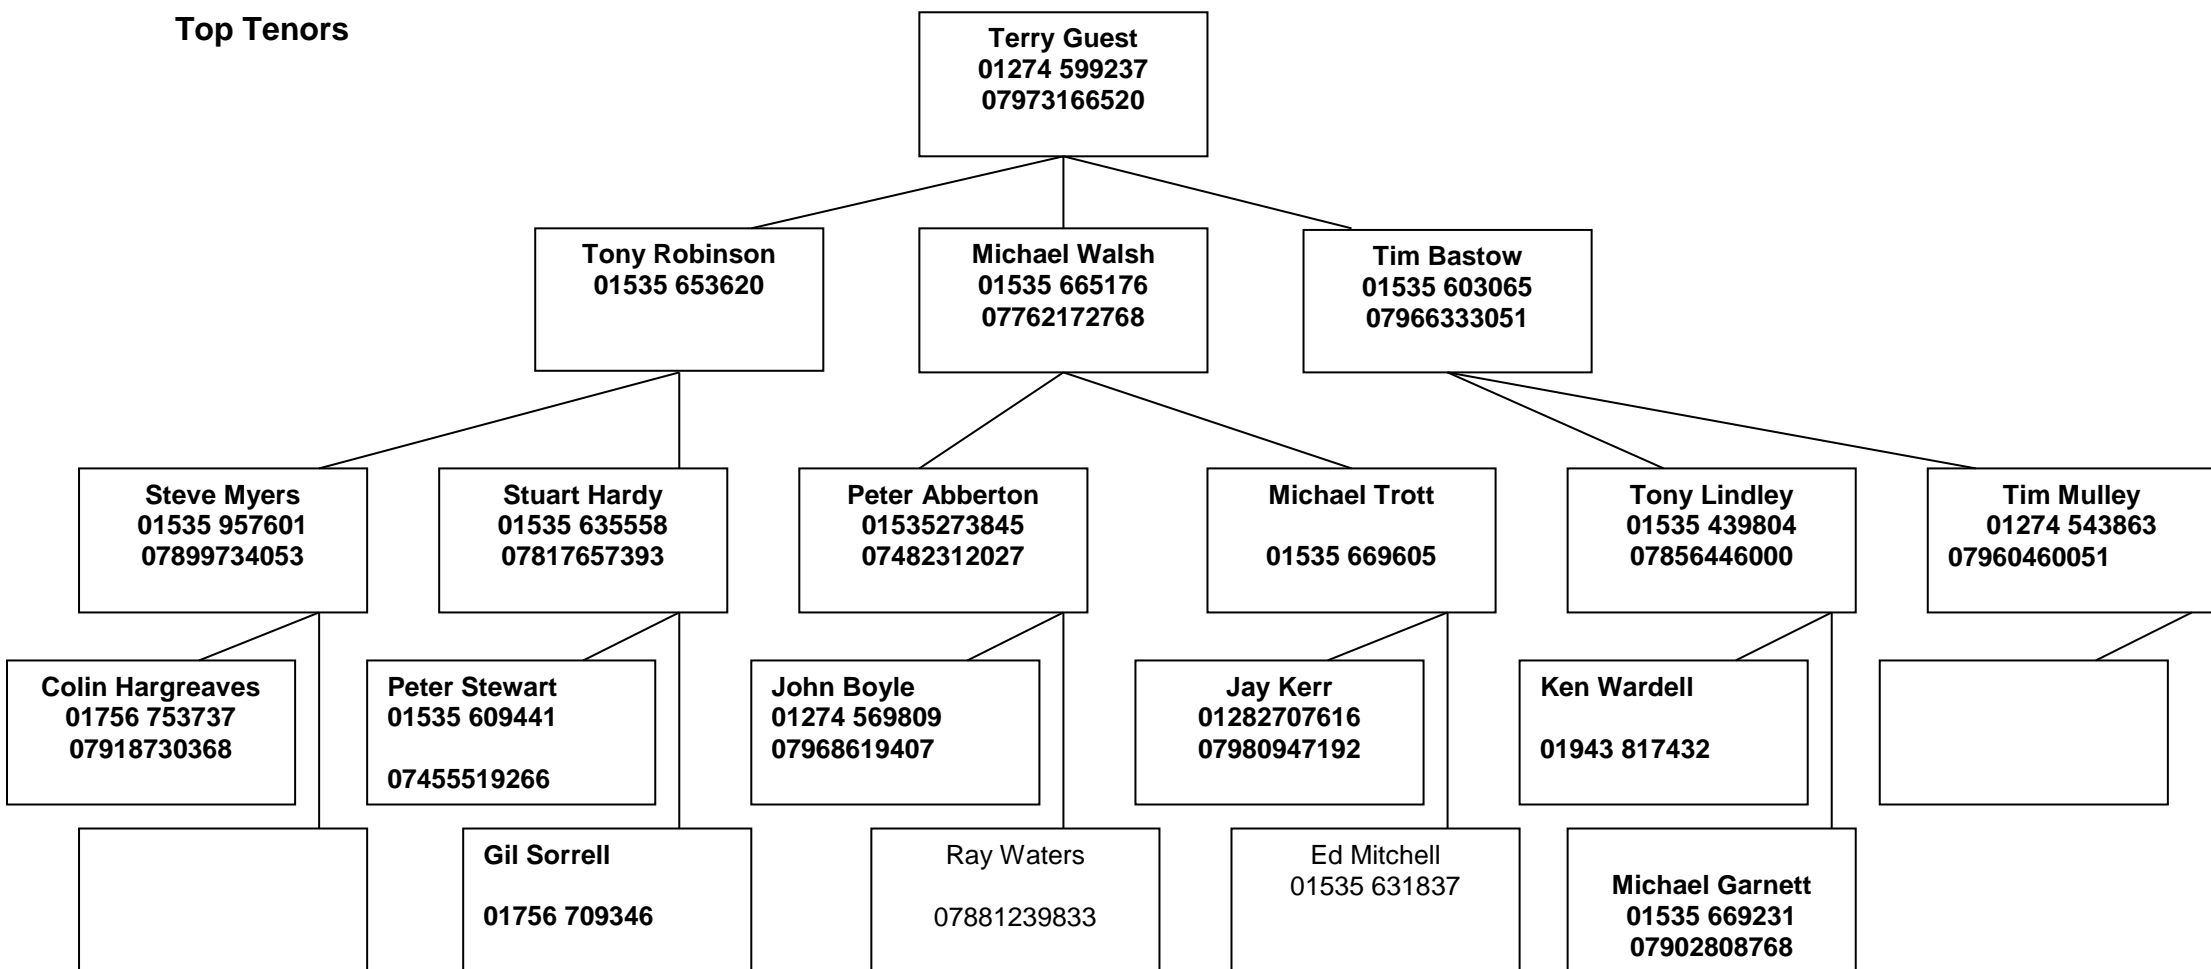 Top Tenors
Terry Guest
01274 599237
07973166520
Tony Robinson
01535 653620
Michael Walsh
01535 665176
07762172768
Tim Bastow
01535 603065
07966333051
Steve Myers
01535 957601
07899734053
Stuart Hardy
01535 635558
07817657393
Peter Abberton
01535273845
07482312027
Michael Trott
01535 669605
Tony Lindley
01535 439804
07856446000
Tim Mulley
01274 543863
07960460051
Colin Hargreaves
01756 753737
07918730368
Peter Stewart
01535 609441
07455519266
John Boyle
01274 569809
07968619407
Jay Kerr
01282707616
07980947192
Ken Wardell
01943 817432
Gil Sorrell
01756 709346
Ray Waters
07881239833
Ed Mitchell
01535 631837
Michael Garnett
01535 669231
07902808768